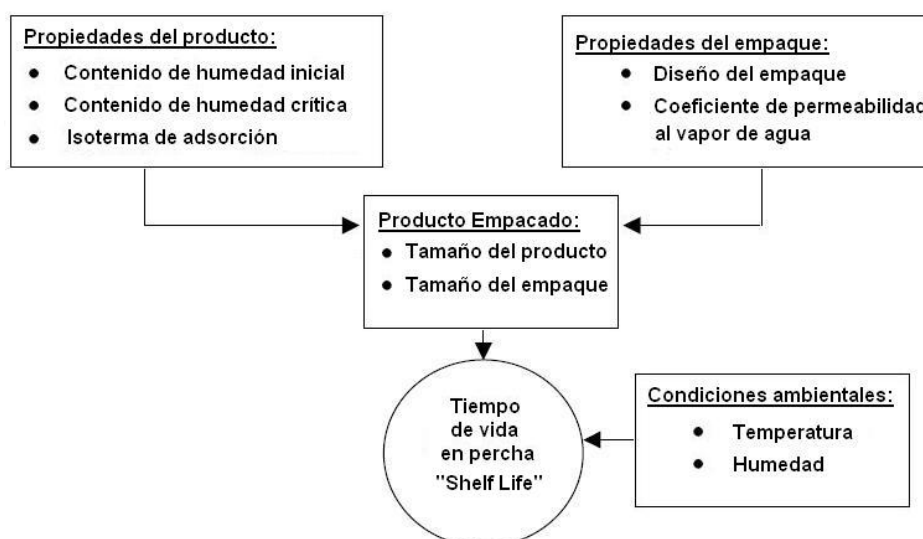 Propiedades del producto:
● Contenido de humedad inicial
● Contenido de humedad crítica
● Isoterma de adsorción
Propiedades del empaque:
● Diseño del empaque
● Coeficiente de permeabilidad
al vapor de agua
Producto Empacado:
● Tamaño del producto
● Tamaño del empaque
Tiempo
de vida
en percha
"Shelf Life"
Condiciones ambientales:
● Temperatura
● Humedad